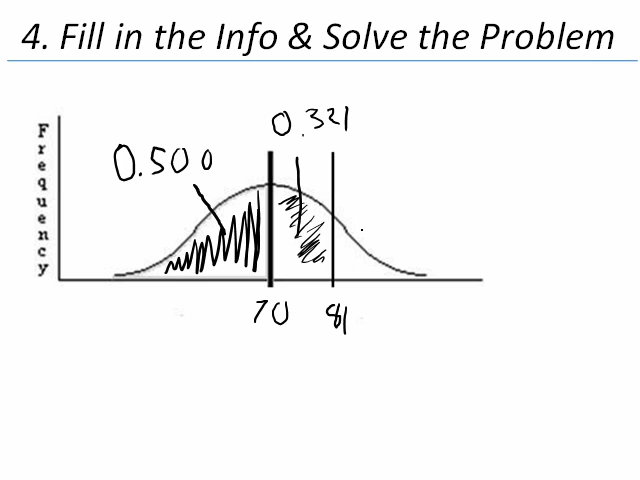 4. Fill in the Info & Solve the Problem
0.321
0.500
Frequency
70 81